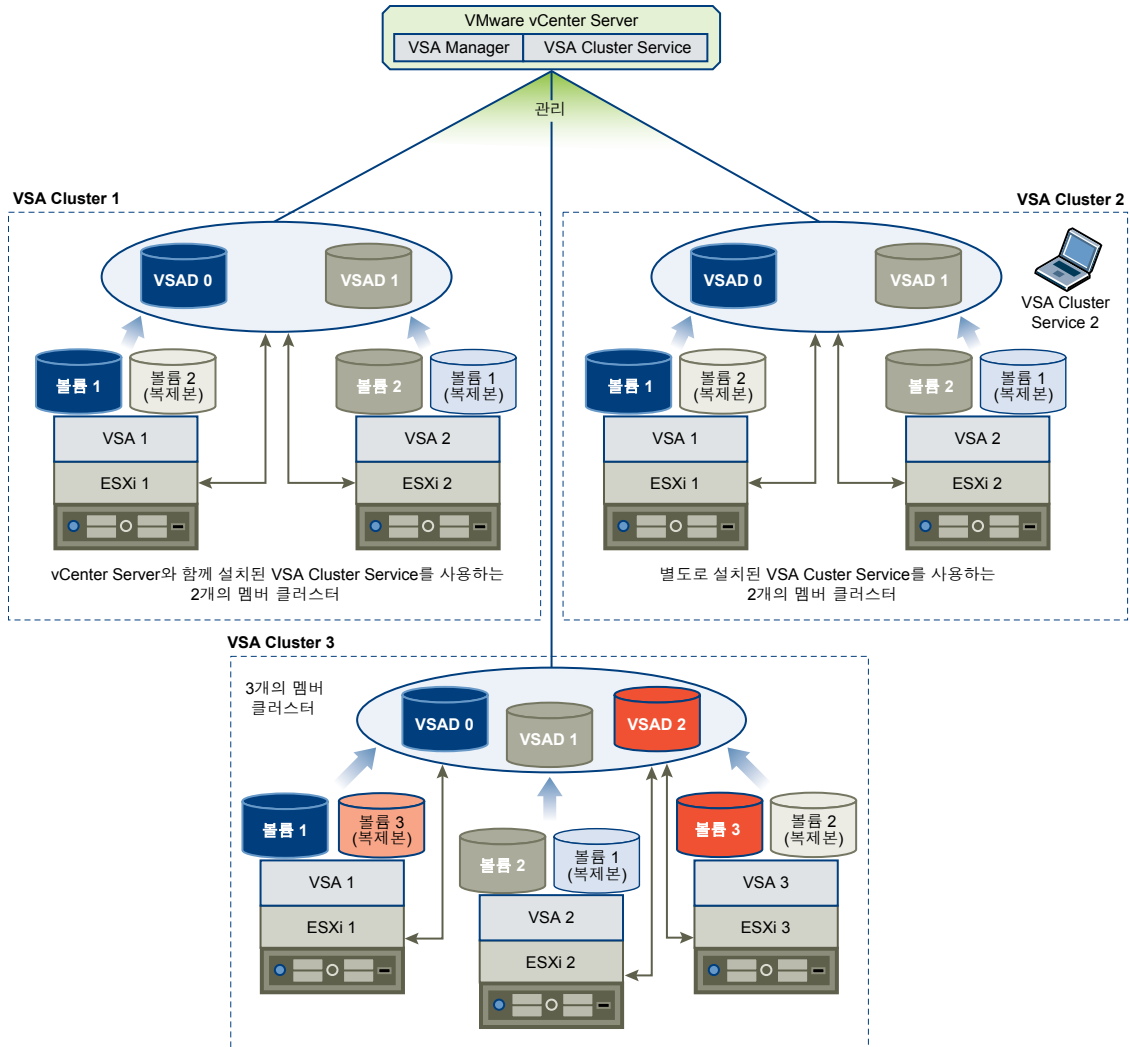 VMware vCenter Server
VSA Manager
VSA Cluster Service
관리
VSA Cluster 1
VSAD 0
VSAD 1
볼륨 1
볼륨 2
(복제본)
볼륨 2
볼륨 1
(복제본)
VSA 1
VSA 2
ESXi 1
ESXi 2
vCenter Server와 함께 설치된 VSA Cluster Service를 사용하는
2개의 멤버 클러스터
VSA Cluster 2
VSAD 0
VSAD 1
VSA Cluster
Service 2
볼륨 1
볼륨 2
(복제본)
볼륨 2
볼륨 1
(복제본)
VSA 1
VSA 2
ESXi 1
ESXi 2
별도로 설치된 VSA Custer Service를 사용하는
2개의 멤버 클러스터
VSA Cluster 3
3개의 멤버
클러스터
VSAD 0
VSAD 1
VSAD 2
볼륨 1
볼륨 3
(복제본)
볼륨 2
볼륨 1
(복제본)
볼륨 3
볼륨 2
(복제본)
VSA 1
VSA 2
VSA 3
ESXi 1
ESXi 2
ESXi 3